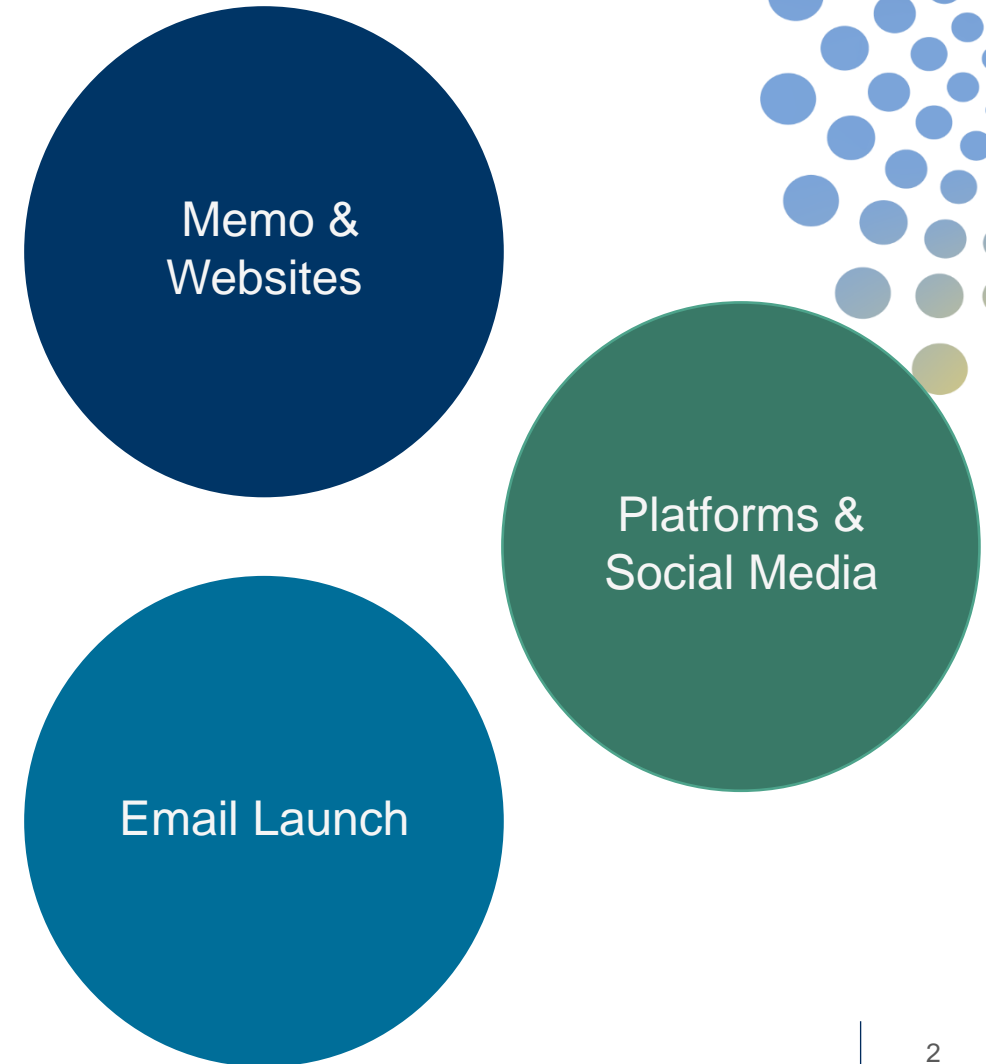 Memo &
Websites
Platforms &
Social Media
Email Launch
2